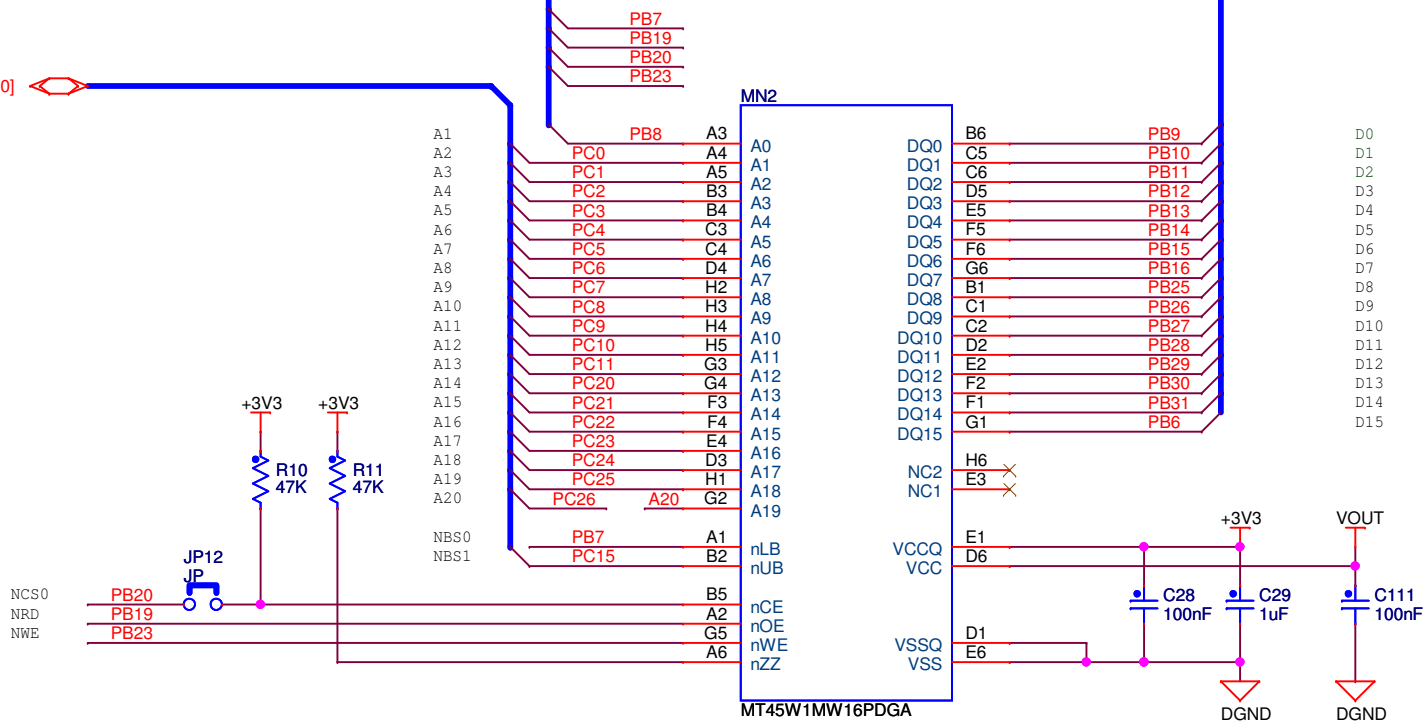 PB7
PB19
PB20
PB23
0]
MN2
A1 PB8 A3 A0 DQ0 B6 PB9 D0
A2 PC0 A4 A1 DQ1 C5 PB10 D1
A3 PC1 A5 A2 DQ2 C6 PB11 D2
A4 PC2 B3 A3 DQ3 D5 PB12 D3
A5 PC3 B4 A4 DQ4 E5 PB13 D4
A6 PC4 C3 A5 DQ5 F5 PB14 D5
A7 PC5 C4 A6 DQ6 F6 PB15 D6
A8 PC6 D4 A7 DQ7 G6 PB16 D7
A9 PC7 H2 A8 DQ8 B1 PB25 D8
A10 PC8 H3 A9 DQ9 C1 PB26 D9
A11 PC9 H4 A10 DQ10 C2 PB27 D10
A12 PC10 H5 A11 DQ11 D2 PB28 D11
A13 PC11 G3 A12 DQ12 E2 PB29 D12
A14 PC20 G4 A13 DQ13 F2 PB30 D13
A15 PC21 F3 A14 DQ14 F1 PB31 D14
A16 PC22 F4 A15 DQ15 G1 PB6 D15
A17 PC23 E4 A16
A18 PC24 D3 A17 NC2 H6
A19 PC25 H1 A18 NC1 E3
A20 PC26 A20 G2 A19
+3V3 +3V3
R10
47K
R11
47K
NBS0 PB7 A1 nLB VCCQ E1
NBS1 PC15 B2 nUB VCC D6
+3V3 VOUT
JP12
JP
NCS0 PB20 B5 nCE
NRD PB19 A2 nOE
NWE PB23 G5 nWE VSSQ D1
A6 nZZ VSS E6
C28
100nF
C29
1uF
C111
100nF
DGND DGND
MT45W1MW16PDGA